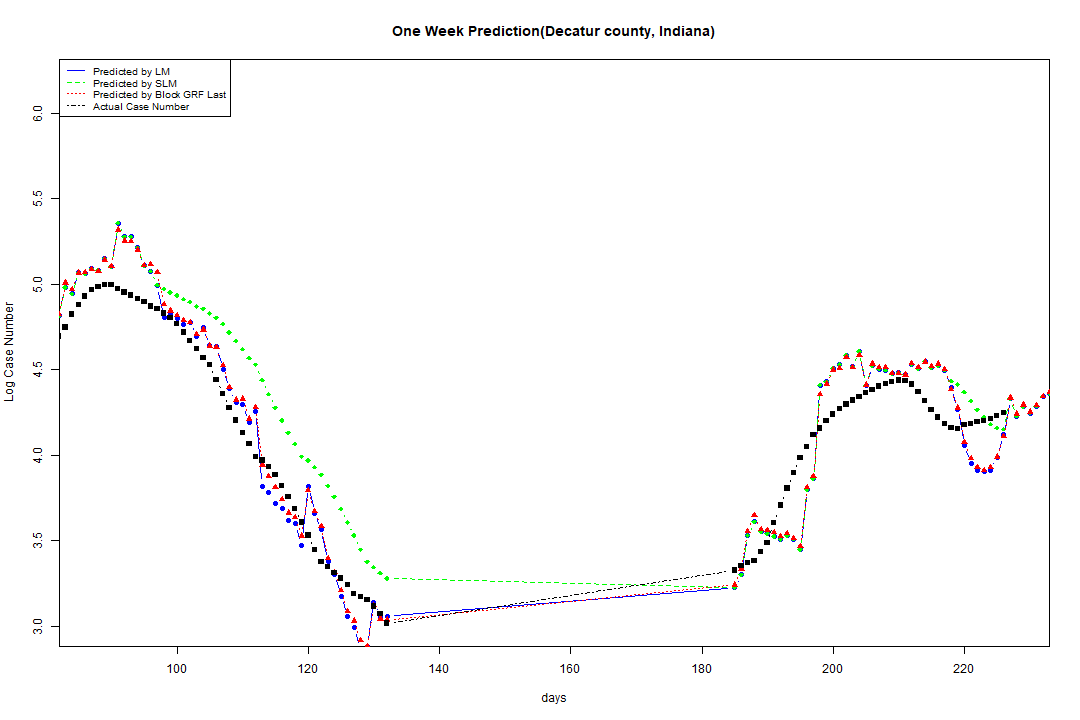 One Week Prediction(Decatur county, Indiana)
Predicted by LM
Predicted by SLM
Predicted by Block GRF Last
Actual Case Number
6.0
5.5
5.0
4.5
4.0
3.5
3.0
Log Case Number
100 120 140 160 180 200 220
days